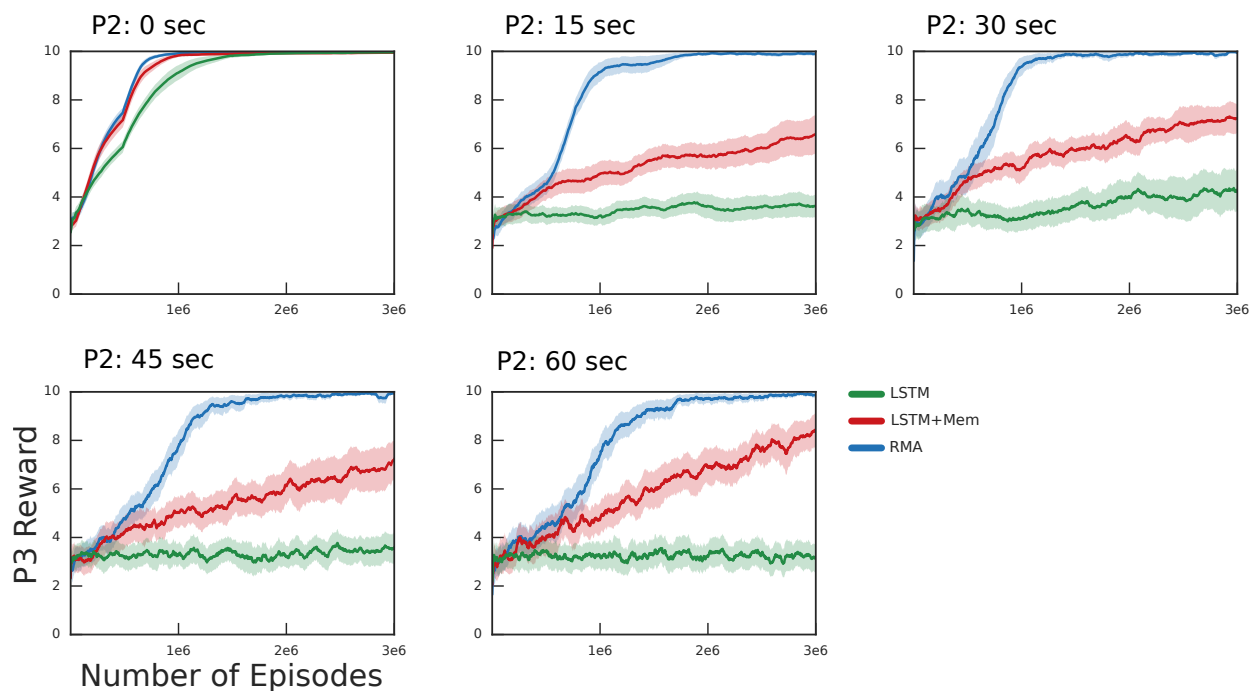 P2: 0 sec
P2: 15 sec
P2: 30 sec
10
8
6
4
2
0
1e6
2e6
3e6
10
8
6
4
2
0
1e6
2e6
3e6
10
8
6
4
2
0
1e6
2e6
3e6
P2: 45 sec
P2: 60 sec
10
8
6
4
2
0
1e6
2e6
3e6
10
8
6
4
2
0
1e6
2e6
3e6
LSTM
LSTM+Mem
RMA
P3 Reward
Number of Episodes